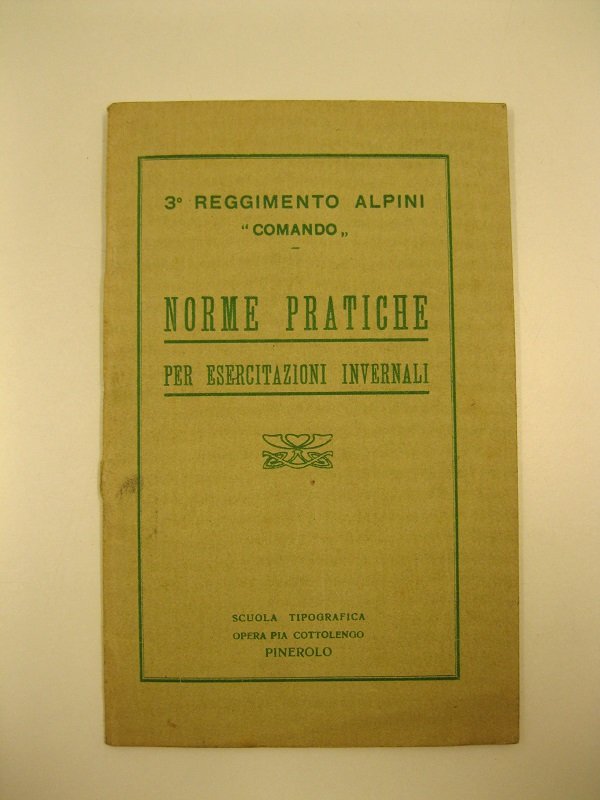 3° REGGIMENTO ALPINI
"COMANDO„
NORME PRATICHE
PER ESERCITAZIONI INVERNALI
SCUOLA TIPOGRAFICA
OPERA PIA COTTOLENGO
PINEROLO